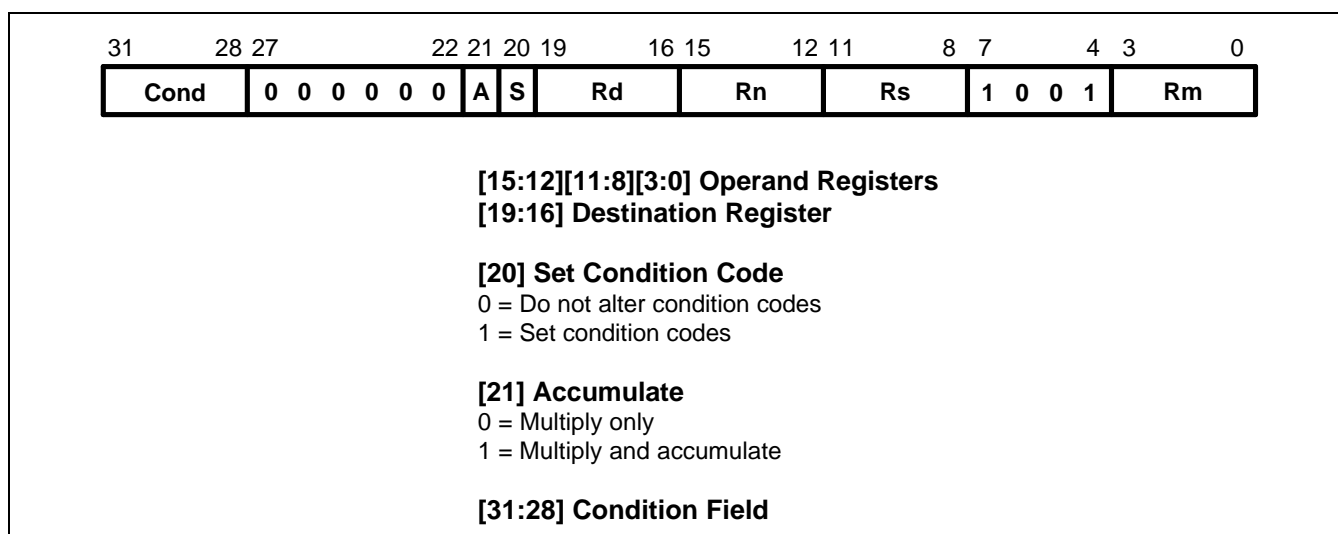 31 28 27 22 21 20 19 16 15 12 11 8 7 4 3 0
Cond 0 0 0 0 0 0 A S Rd Rn Rs 1 0 0 1 Rm
[15:12][11:8][3:0] Operand Registers
[19:16] Destination Register
[20] Set Condition Code
0 = Do not alter condition codes
1 = Set condition codes
[21] Accumulate
0 = Multiply only
1 = Multiply and accumulate
[31:28] Condition Field